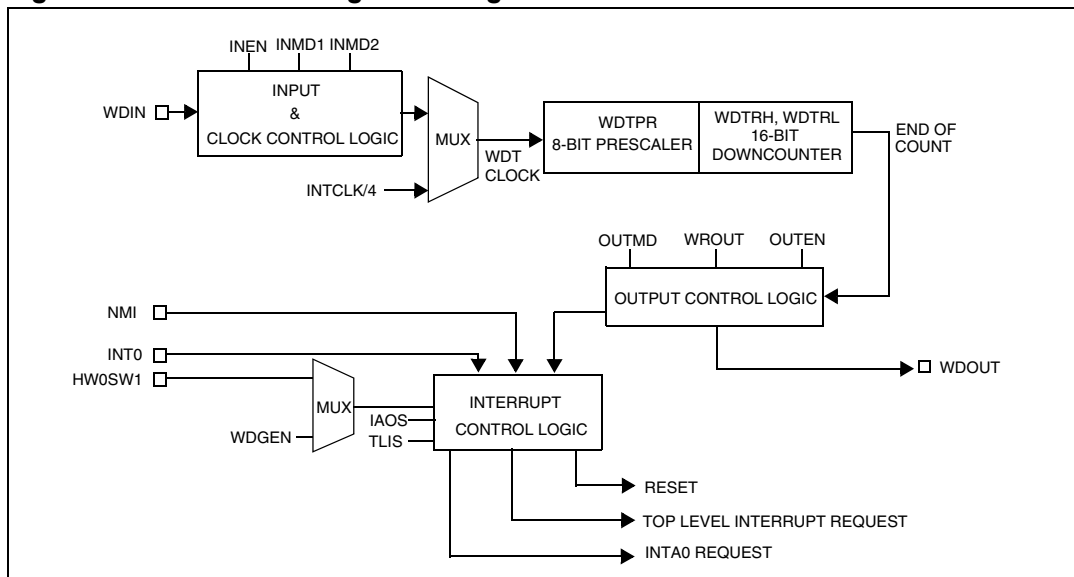 INEN INMD1 INMD2
INPUT
&
CLOCK CONTROL LOGIC
WDIN
MUX
INTCLK/4
WDT
CLOCK
WDTPR
8-BIT PRESCALER
WDTRH, WDTRL
16-BIT
DOWNCOUNTER
END OF
COUNT
OUTMD WROUT OUTEN
OUTPUT CONTROL LOGIC
NMI
INT0
HW0SW1
MUX
WDGEN
IAOS
TLIS
INTERRUPT
CONTROL LOGIC
WDOUT
RESET
TOP LEVEL INTERRUPT REQUEST
INTA0 REQUEST